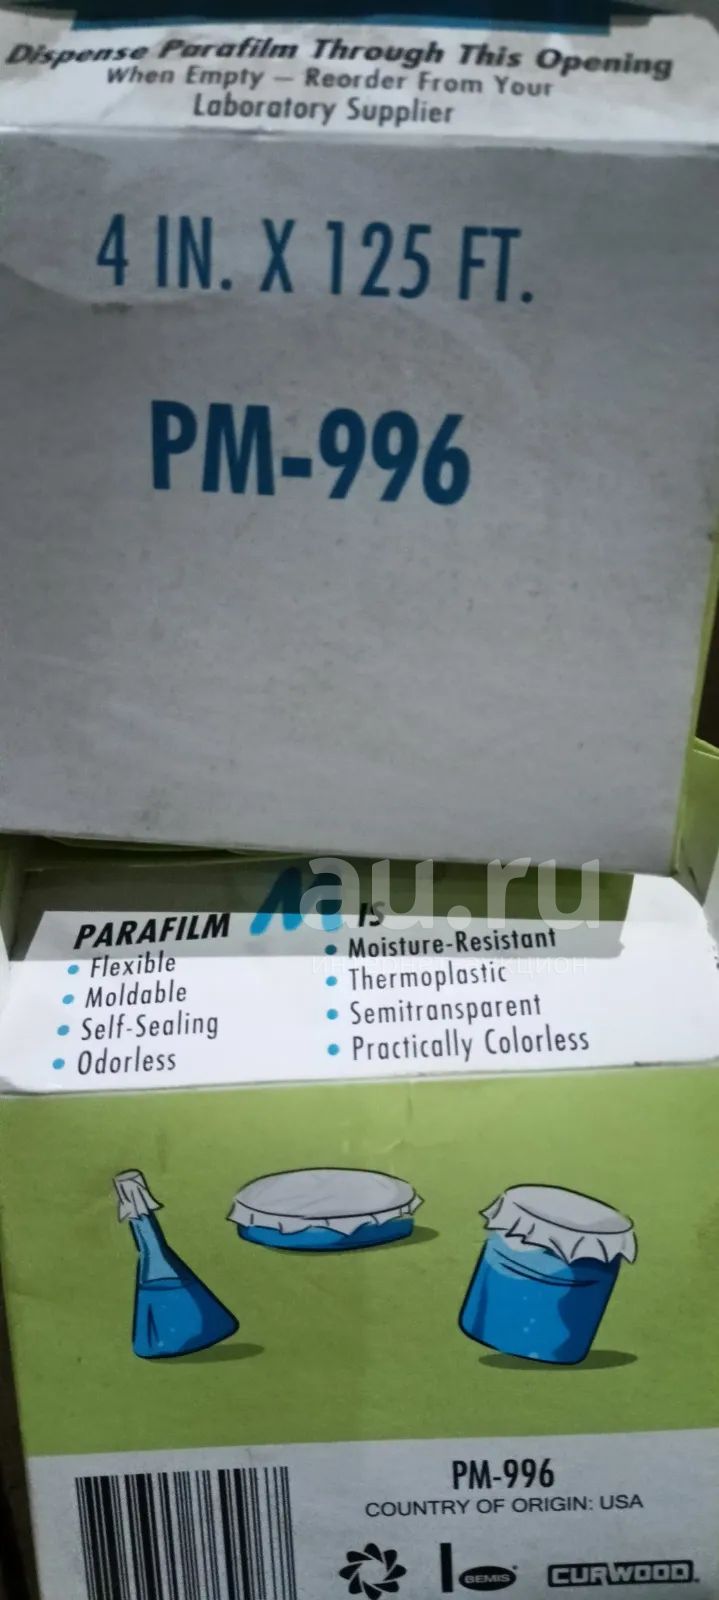 Dispense Parafilm Through This Opening
When Empty – Reorder From Your
Laboratory Supplier
4 IN. X 125 FT.
PM-996
au.ru
интернет-аукцион
PARAFILM M IS
• Flexible
• Moldable
• Self-Sealing
• Odorless
• Moisture-Resistant
• Thermoplastic
• Semitransparent
• Practically Colorless
PM-996
COUNTRY OF ORIGIN: USA
BEMIS
CURWOOD